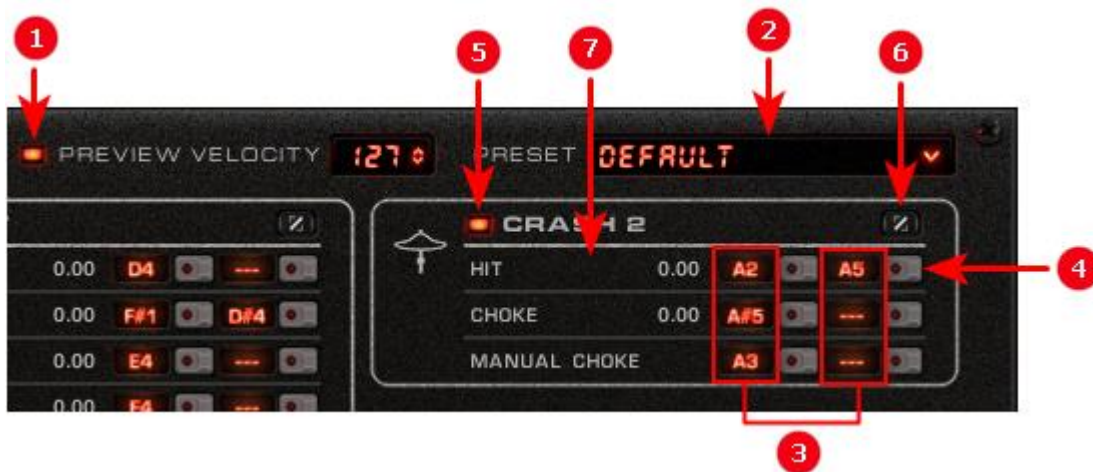 1
5
7
2
6
PREVIEW VELOCITY 127 PRESET DEFAULT
CRASH 2
0.00 D4 ---
HIT 0.00 A2 A5
4
0.00 F#1 D#4
CHOKE 0.00 A#5 ---
0.00 E4 ---
MANUAL CHOKE A3 ---
0.00 F4 ---
3